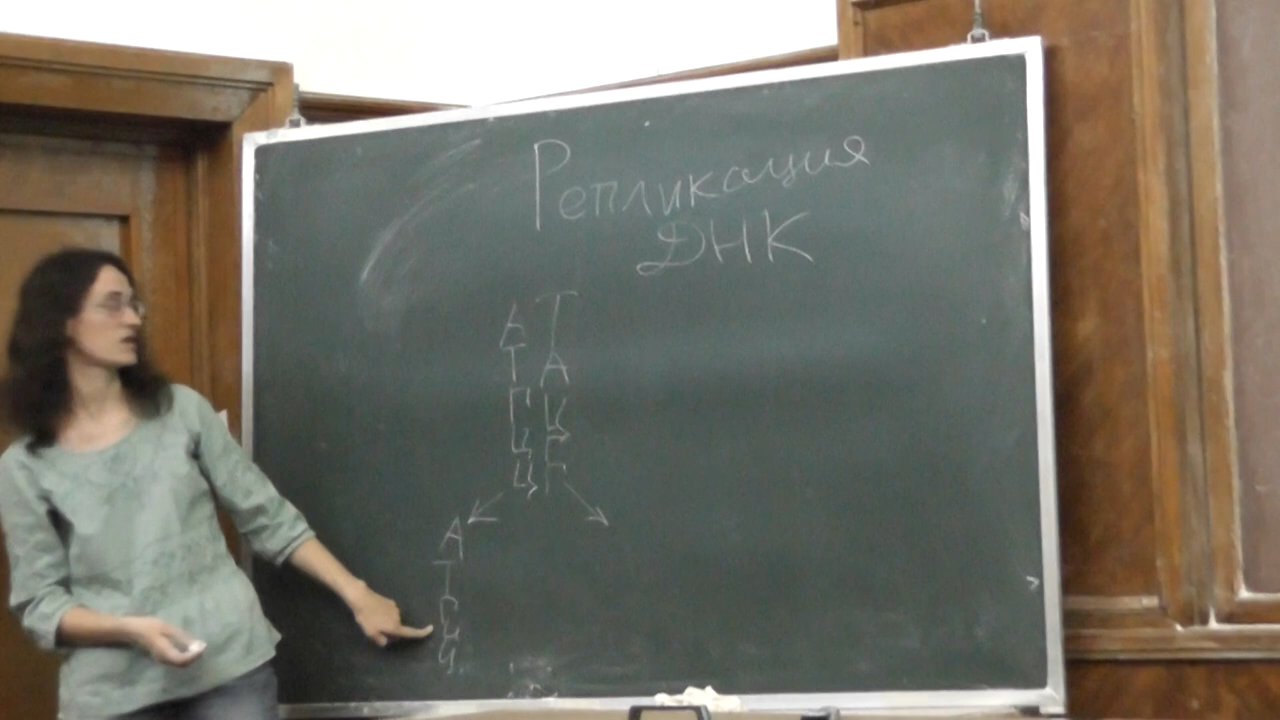 Репликация
ДНК
А Т
Т А
Г Ц
Ц Г
Ц Г
А
Т
Г
Ц
Ц